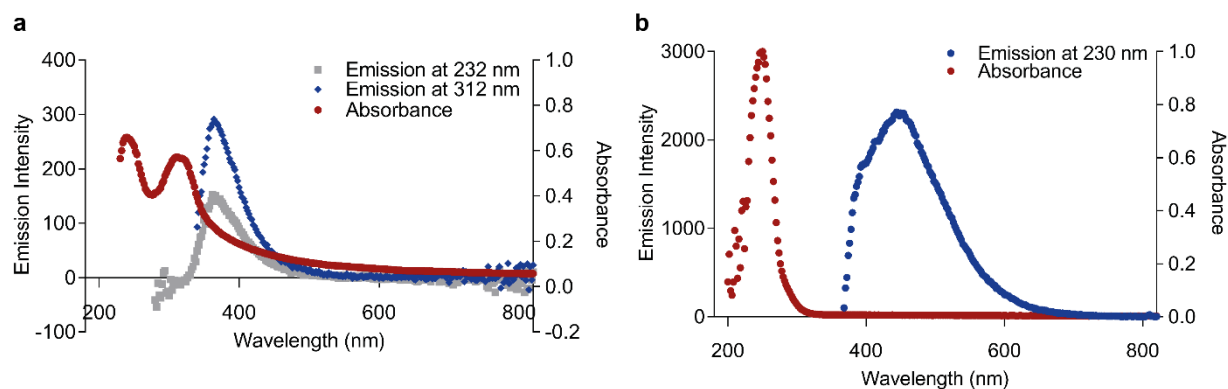 a
Emission at 232 nm
Emission at 312 nm
Absorbance
400
300
200
100
0
-100
Emission Intensity
1.0
0.8
0.6
0.4
0.2
0.0
-0.2
Absorbance
200
400
600
800
Wavelength (nm)
b
Emission at 230 nm
Absorbance
3000
2000
1000
0
Emission Intensity
1.0
0.8
0.6
0.4
0.2
0.0
Absorbance
200
400
600
800
Wavelength (nm)